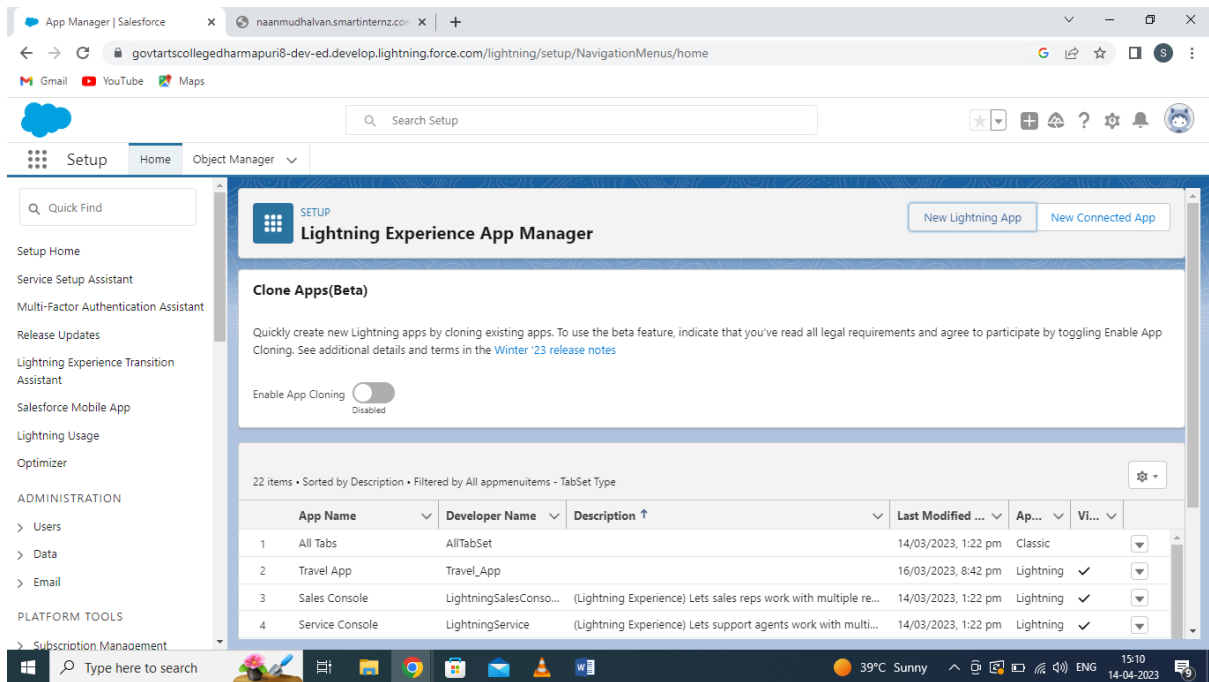 App Manager | Salesforce
naanmudhalvan.smartinternz.com
govtartscollegedharmapuri8-dev-ed.develop.lightning.force.com/lightning/setup/NavigationMenus/home
G
S
Gmail YouTube Maps
Search Setup
Setup Home Object Manager
Quick Find
Setup Home
Service Setup Assistant
Multi-Factor Authentication Assistant
Release Updates
Lightning Experience Transition
Assistant
Salesforce Mobile App
Lightning Usage
Optimizer
ADMINISTRATION
Users
Data
Email
PLATFORM TOOLS
Subscription Management
SETUP
Lightning Experience App Manager
New Lightning App New Connected App
Clone Apps(Beta)
Quickly create new Lightning apps by cloning existing apps. To use the beta feature, indicate that you've read all legal requirements and agree to participate by toggling Enable App
Cloning. See additional details and terms in the Winter '23 release notes
Enable App Cloning
Disabled
22 items • Sorted by Description • Filtered by All appmenuitems - TabSet Type
App Name Developer Name Description ↑ Last Modified ... Ap... Vi...
1 All Tabs AllTabSet 14/03/2023, 1:22 pm Classic
2 Travel App Travel_App 16/03/2023, 8:42 pm Lightning ✓
3 Sales Console LightningSalesConso... (Lightning Experience) Lets sales reps work with multiple re... 14/03/2023, 1:22 pm Lightning ✓
4 Service Console LightningService (Lightning Experience) Lets support agents work with multi... 14/03/2023, 1:22 pm Lightning ✓
Type here to search
39°C Sunny
ENG
15:10
14-04-2023
9